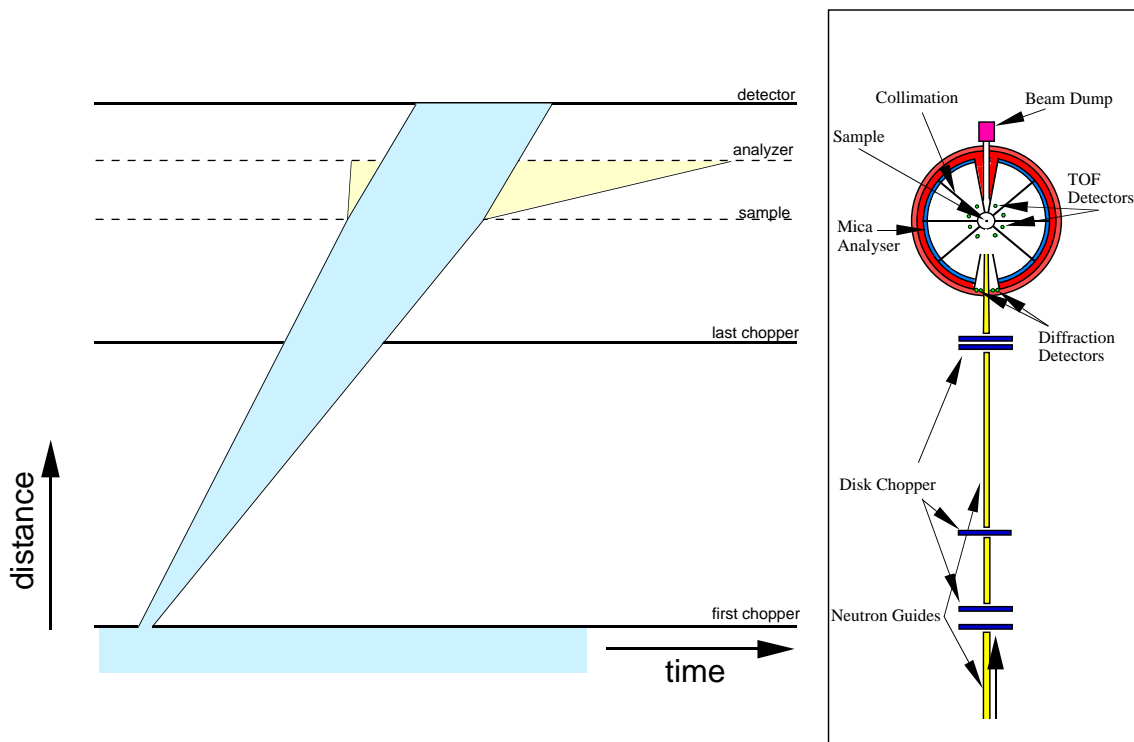 detector
analyzer
sample
last chopper
first chopper
distance
time
Collimation
Beam Dump
Sample
TOF
Detectors
Mica
Analyser
Diffraction
Detectors
Disk Chopper
Neutron Guides